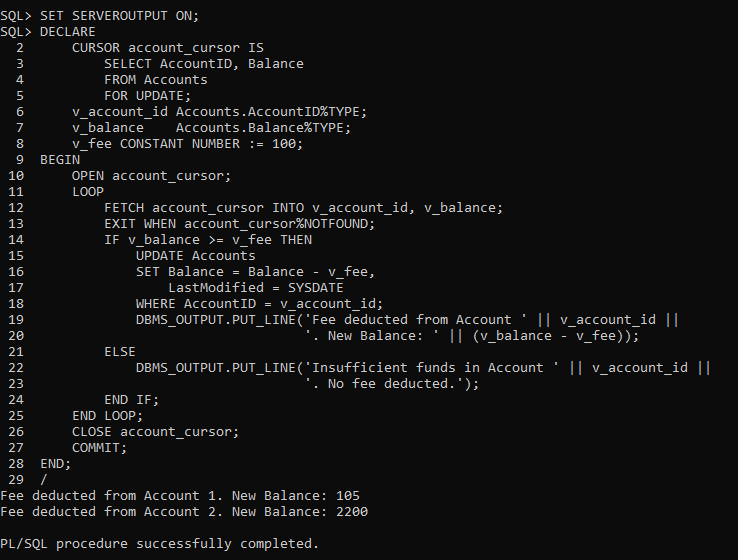 SQL> SET SERVEROUTPUT ON;
SQL> DECLARE
  2      CURSOR account_cursor IS
  3          SELECT AccountID, Balance
  4          FROM Accounts
  5          FOR UPDATE;
  6      v_account_id Accounts.AccountID%TYPE;
  7      v_balance    Accounts.Balance%TYPE;
  8      v_fee CONSTANT NUMBER := 100;
  9  BEGIN
 10      OPEN account_cursor;
 11      LOOP
 12          FETCH account_cursor INTO v_account_id, v_balance;
 13          EXIT WHEN account_cursor%NOTFOUND;
 14          IF v_balance >= v_fee THEN
 15              UPDATE Accounts
 16              SET Balance = Balance - v_fee,
 17                  LastModified = SYSDATE
 18              WHERE AccountID = v_account_id;
 19              DBMS_OUTPUT.PUT_LINE('Fee deducted from Account ' || v_account_id ||
 20                                   '. New Balance: ' || (v_balance - v_fee));
 21          ELSE
 22              DBMS_OUTPUT.PUT_LINE('Insufficient funds in Account ' || v_account_id ||
 23                                   '. No fee deducted.');
 24          END IF;
 25      END LOOP;
 26      CLOSE account_cursor;
 27      COMMIT;
 28  END;
 29  /
Fee deducted from Account 1. New Balance: 105
Fee deducted from Account 2. New Balance: 2200

PL/SQL procedure successfully completed.